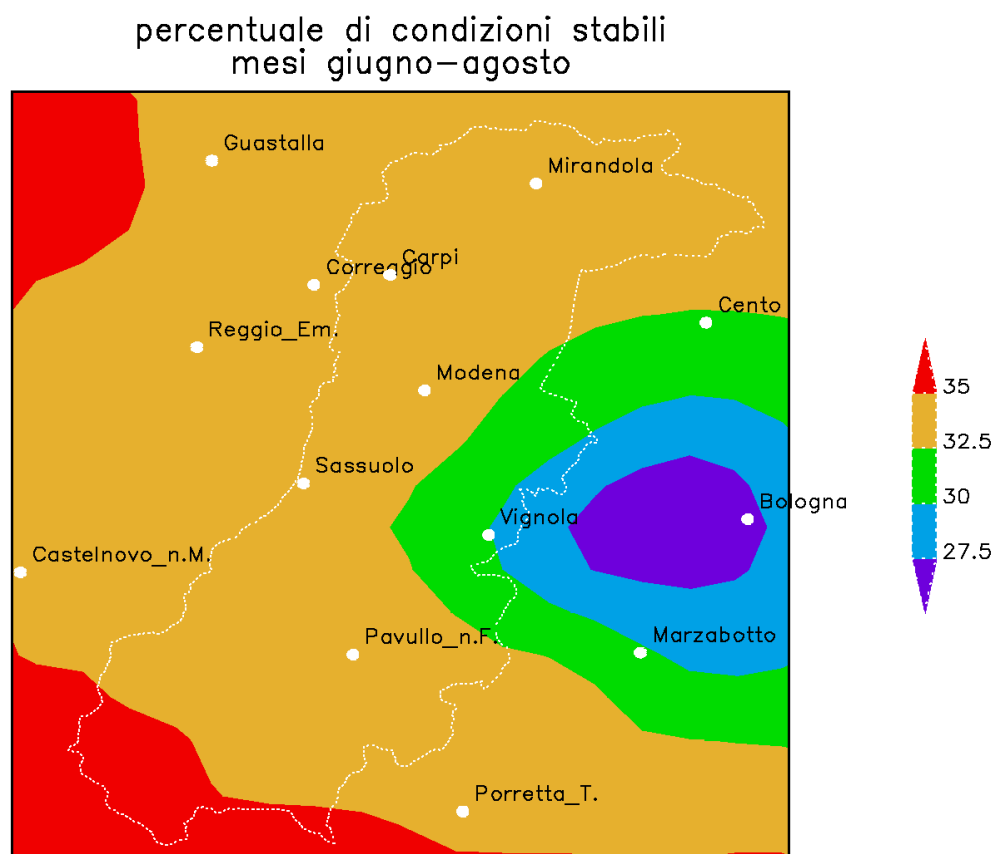 percentuale di condizioni stabili
mesi giugno-agosto
Guastalla
Mirandola
Carpi
Correggio
Cento
Reggio_Em.
Modena
35
32.5
Sassuolo
30
Bologna
Vignola
27.5
Castelnovo_n.M.
Marzabotto
Pavullo_n.F.
Porretta_T.